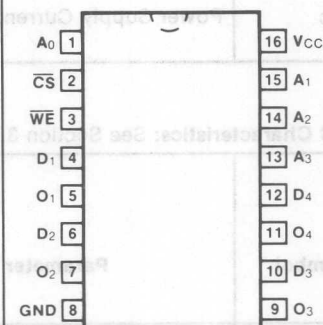 A0 1 16 VCC
CS 2 15 A1
WE 3 14 A2
D1 4 13 A3
O1 5 12 D4
D2 6 11 O4
O2 7 10 D3
GND 8 9 O3